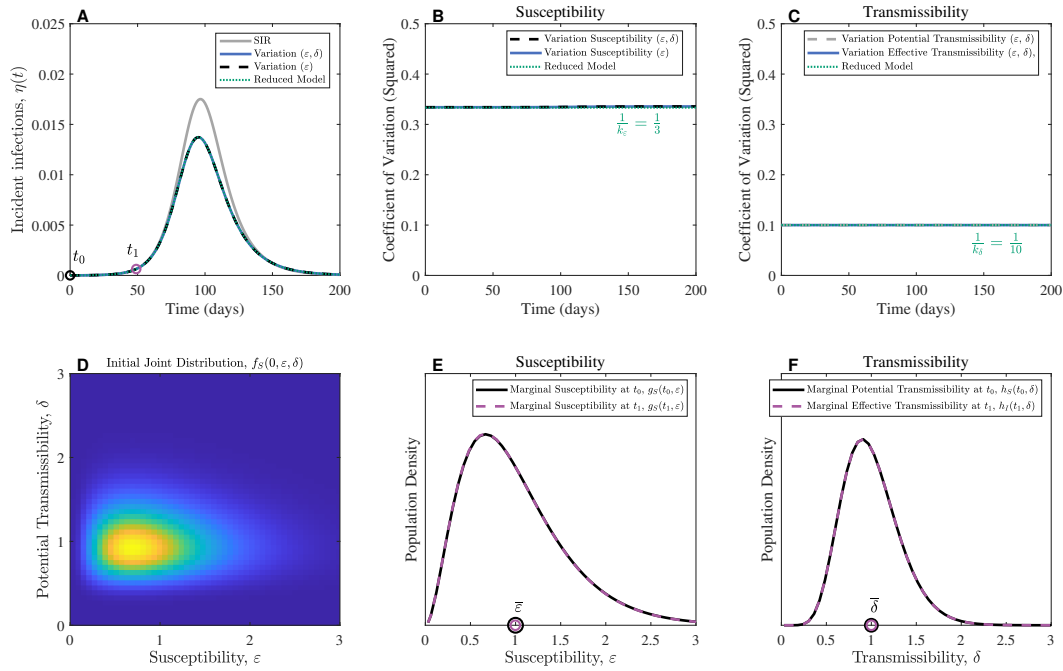 A
0.025
0.02
0.015
0.01
0.005
0
Incident infections, η(t)
SIR
Variation (ε, δ)
Variation (ε)
Reduced Model
t0
t1
0 50 100 150 200
Time (days)
B
Susceptibility
0.5
0.4
0.3
0.2
0.1
0
Coefficient of Variation (Squared)
Variation Susceptibility (ε, δ)
Variation Susceptibility (ε)
Reduced Model
1/kε = 1/3
0 50 100 150 200
Time (days)
C
Transmissibility
0.5
0.4
0.3
0.2
0.1
0
Coefficient of Variation (Squared)
Variation Potential Transmissibility (ε, δ)
Variation Effective Transmissibility (ε, δ),
Reduced Model
1/kδ = 1/10
0 50 100 150 200
Time (days)
D
Initial Joint Distribution, fS(0, ε, δ)
3
2
1
0
Potential Transmissibility, δ
0 1 2 3
Susceptibility, ε
E
Susceptibility
Population Density
Marginal Susceptibility at t0, gS(t0, ε)
Marginal Susceptibility at t1, gS(t1, ε)
ε̅
0 0.5 1 1.5 2 2.5 3
Susceptibility, ε
F
Transmissibility
Population Density
Marginal Potential Transmissibility at t0, hS(t0, δ)
Marginal Effective Transmissibility at t1, hI(t1, δ)
δ̅
0 0.5 1 1.5 2 2.5 3
Transmissibility, δ